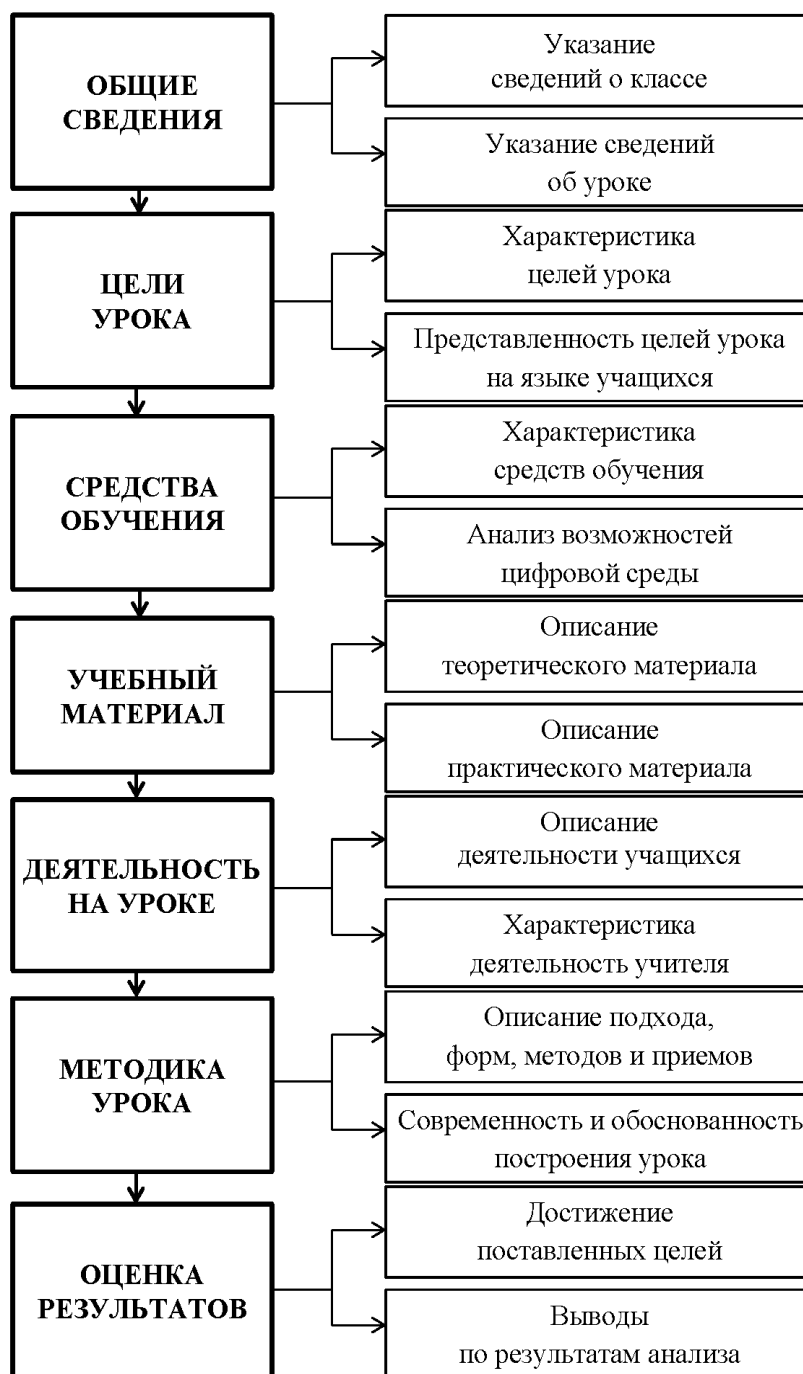 ОБЩИЕ
СВЕДЕНИЯ
Указание
сведений о классе
Указание сведений
об уроке
ЦЕЛИ
УРОКА
Характеристика
целей урока
Представленность целей урока
на языке учащихся
СРЕДСТВА
ОБУЧЕНИЯ
Характеристика
средств обучения
Анализ возможностей
цифровой среды
УЧЕБНЫЙ
МАТЕРИАЛ
Описание
теоретического материала
Описание
практического материала
ДЕЯТЕЛЬНОСТЬ
НА УРОКЕ
Описание
деятельности учащихся
Характеристика
деятельность учителя
МЕТОДИКА
УРОКА
Описание подхода,
форм, методов и приемов
Современность и обоснованность
построения урока
ОЦЕНКА
РЕЗУЛЬТАТОВ
Достижение
поставленных целей
Выводы
по результатам анализа